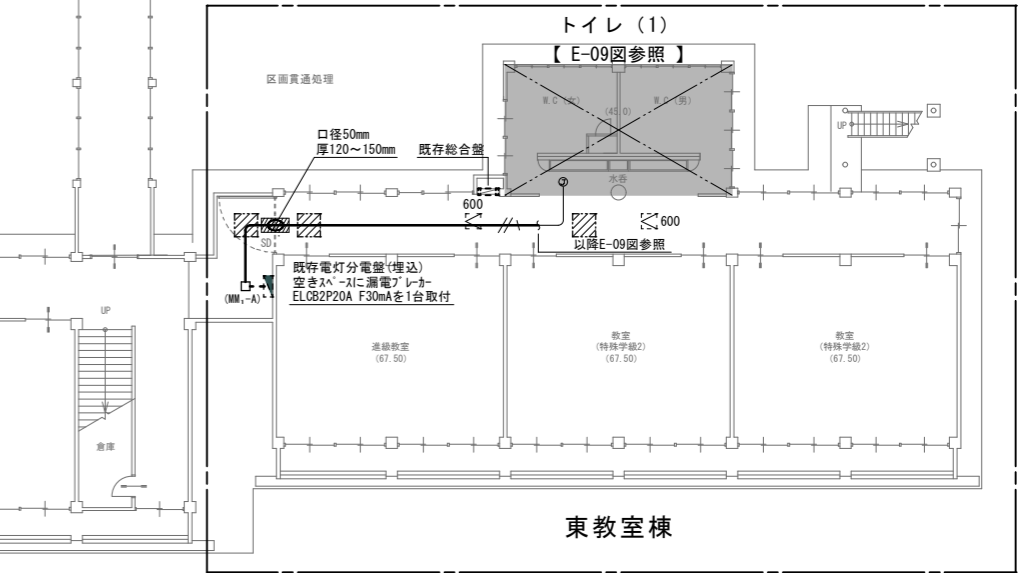 トイレ（1）
【 E-09図参照 】
区画貫通処理
W.C（女）
W.C（男）
(45.0)
口径50mm
厚120～150mm
既存総合盤
UP
水呑
600
600
SD
以降E-09図参照
既存電灯分電盤(埋込)
空きｽﾍﾟｰｽに漏電ﾌﾞﾚｰｶｰ
ELCB2P20A F30mAを1台取付
(MM₁-A)
UP
進級教室
(67.50)
教室
(特殊学級2)
(67.50)
教室
(特殊学級2)
(67.50)
倉庫
東教室棟